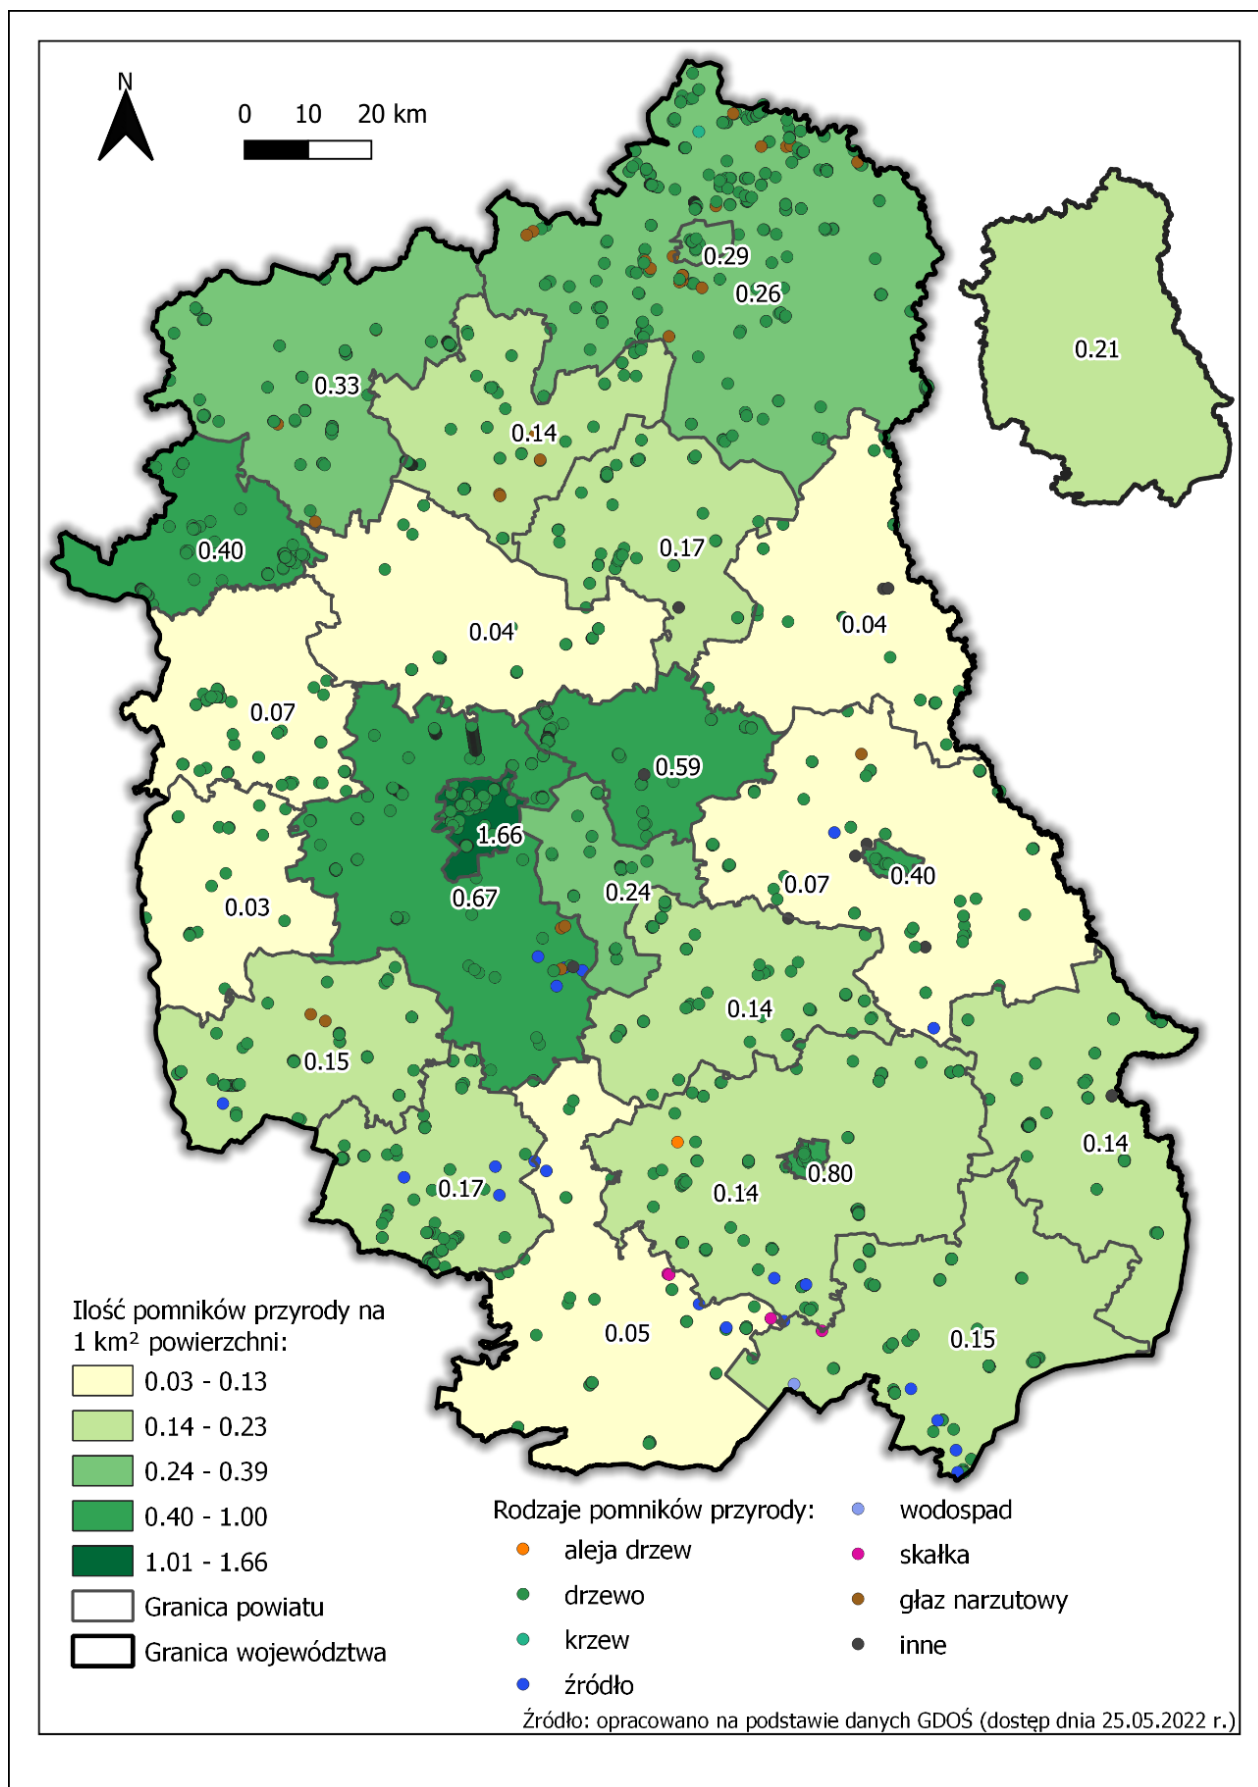 N
0 10 20 km
0.29
0.26
0.21
0.33
0.14
0.40
0.17
0.04
0.04
0.07
0.59
1.66
0.67
0.24
0.07
0.40
0.03
0.14
0.15
0.14
0.17
0.14
0.80
0.05
0.15
Ilość pomników przyrody na
1 km² powierzchni:
0.03 - 0.13
0.14 - 0.23
0.24 - 0.39
0.40 - 1.00
1.01 - 1.66
Granica powiatu
Granica województwa
Rodzaje pomników przyrody:
aleja drzew
drzewo
krzew
źródło
wodospad
skałka
głaz narzutowy
inne
Źródło: opracowano na podstawie danych GDOŚ (dostęp dnia 25.05.2022 r.)